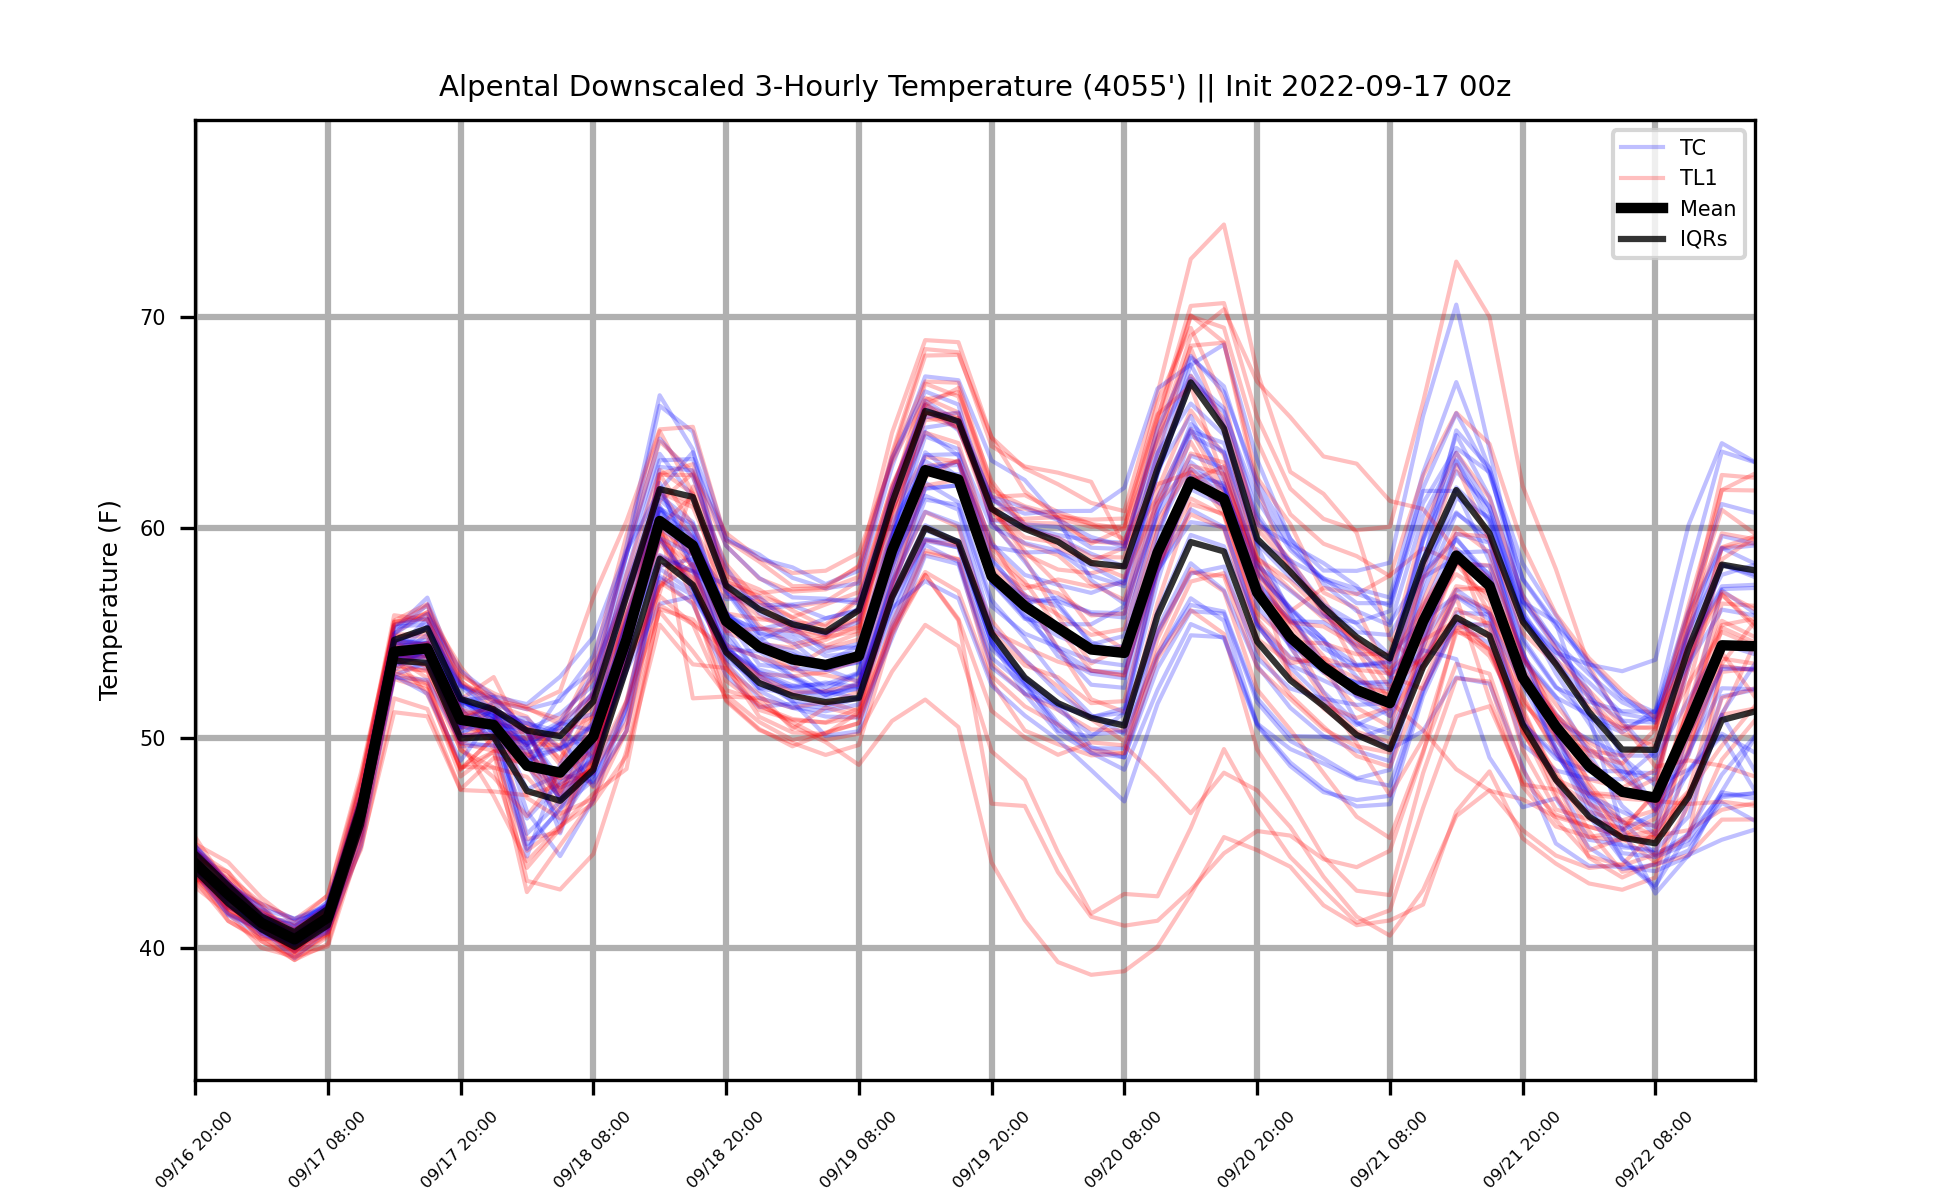 Alpental Downscaled 3-Hourly Temperature (4055') || Init 2022-09-17 00z
TC
TL1
Mean
IQRs
Temperature (F)
70
60
50
40
09/16 20:00
09/17 08:00
09/17 20:00
09/18 08:00
09/18 20:00
09/19 08:00
09/19 20:00
09/20 08:00
09/20 20:00
09/21 08:00
09/21 20:00
09/22 08:00